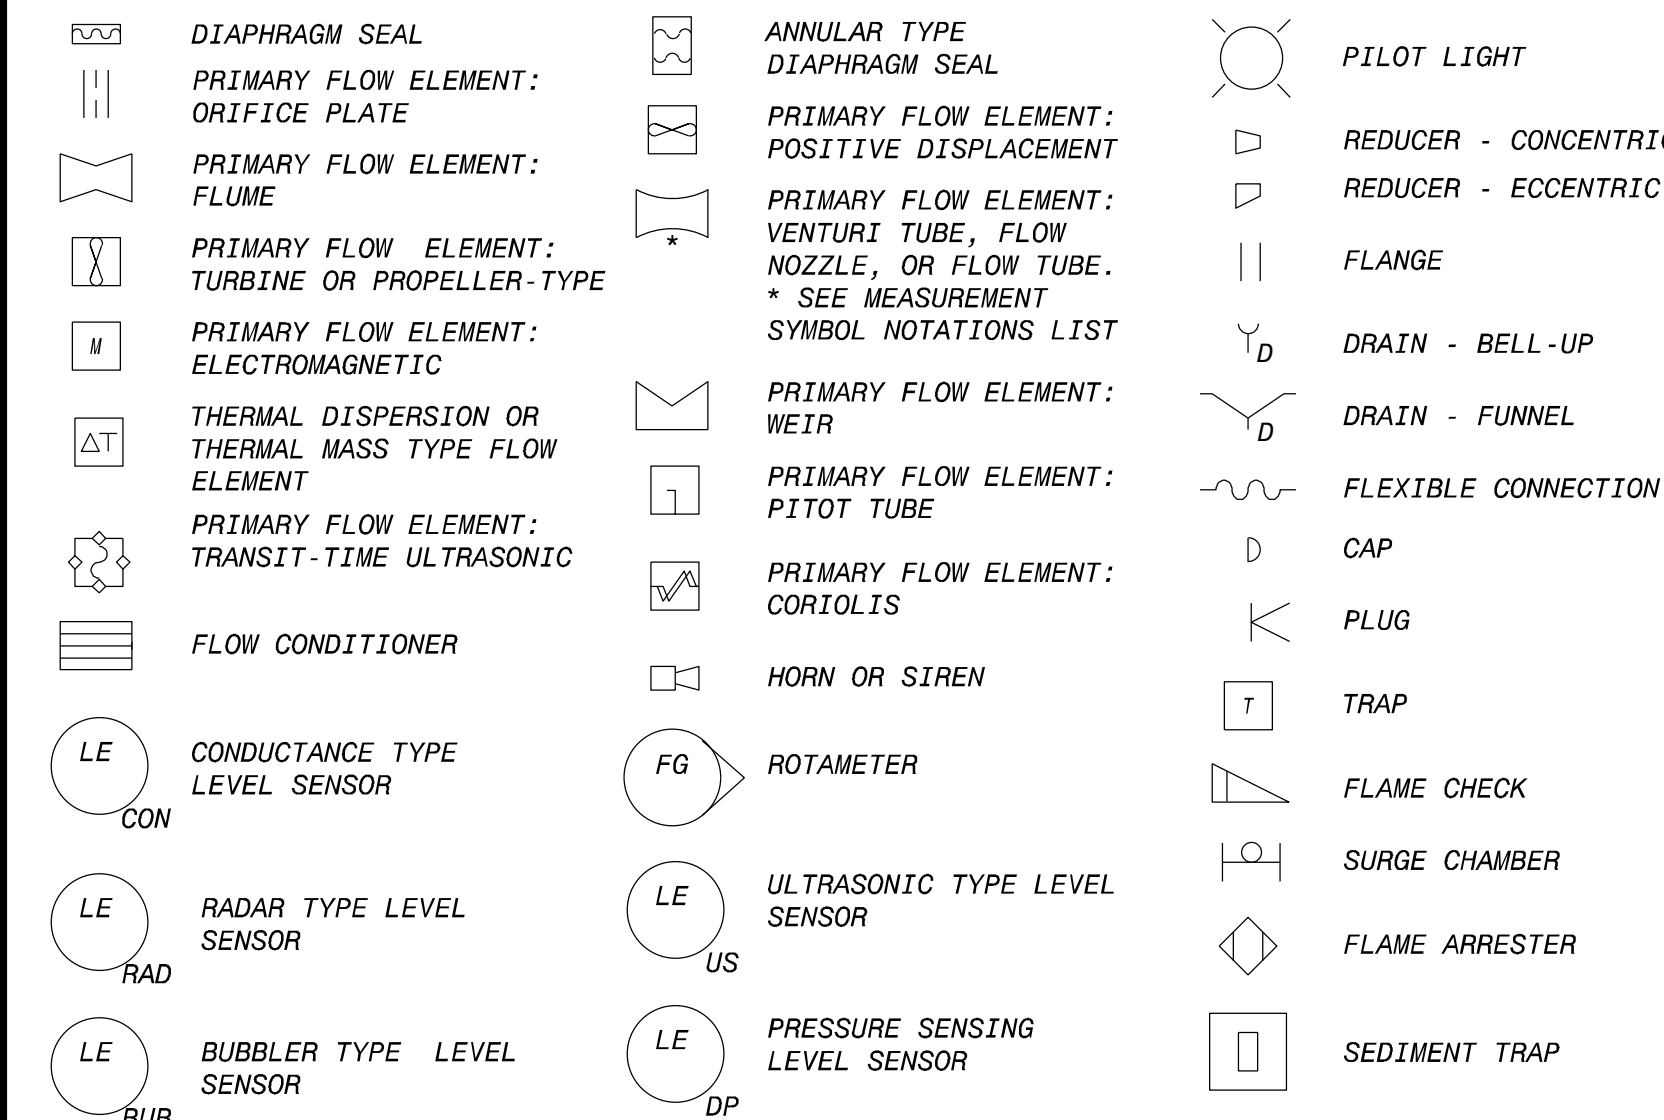 DIAPHRAGM SEAL
PRIMARY FLOW ELEMENT:
ORIFICE PLATE
PRIMARY FLOW ELEMENT:
FLUME
PRIMARY FLOW ELEMENT:
TURBINE OR PROPELLER-TYPE
M
PRIMARY FLOW ELEMENT:
ELECTROMAGNETIC
ΔT
THERMAL DISPERSION OR
THERMAL MASS TYPE FLOW
ELEMENT
PRIMARY FLOW ELEMENT:
TRANSIT-TIME ULTRASONIC
FLOW CONDITIONER
LE
CON
CONDUCTANCE TYPE
LEVEL SENSOR
LE
RAD
RADAR TYPE LEVEL
SENSOR
LE
BUB
BUBBLER TYPE LEVEL
SENSOR
ANNULAR TYPE
DIAPHRAGM SEAL
PRIMARY FLOW ELEMENT:
POSITIVE DISPLACEMENT
*
PRIMARY FLOW ELEMENT:
VENTURI TUBE, FLOW
NOZZLE, OR FLOW TUBE.
* SEE MEASUREMENT
SYMBOL NOTATIONS LIST
PRIMARY FLOW ELEMENT:
WEIR
PRIMARY FLOW ELEMENT:
PITOT TUBE
PRIMARY FLOW ELEMENT:
CORIOLIS
HORN OR SIREN
FG
ROTAMETER
LE
US
ULTRASONIC TYPE LEVEL
SENSOR
LE
DP
PRESSURE SENSING
LEVEL SENSOR
PILOT LIGHT
REDUCER - CONCENTRIC
REDUCER - ECCENTRIC
FLANGE
D
DRAIN - BELL-UP
D
DRAIN - FUNNEL
FLEXIBLE CONNECTION
CAP
PLUG
T
TRAP
FLAME CHECK
SURGE CHAMBER
FLAME ARRESTER
SEDIMENT TRAP